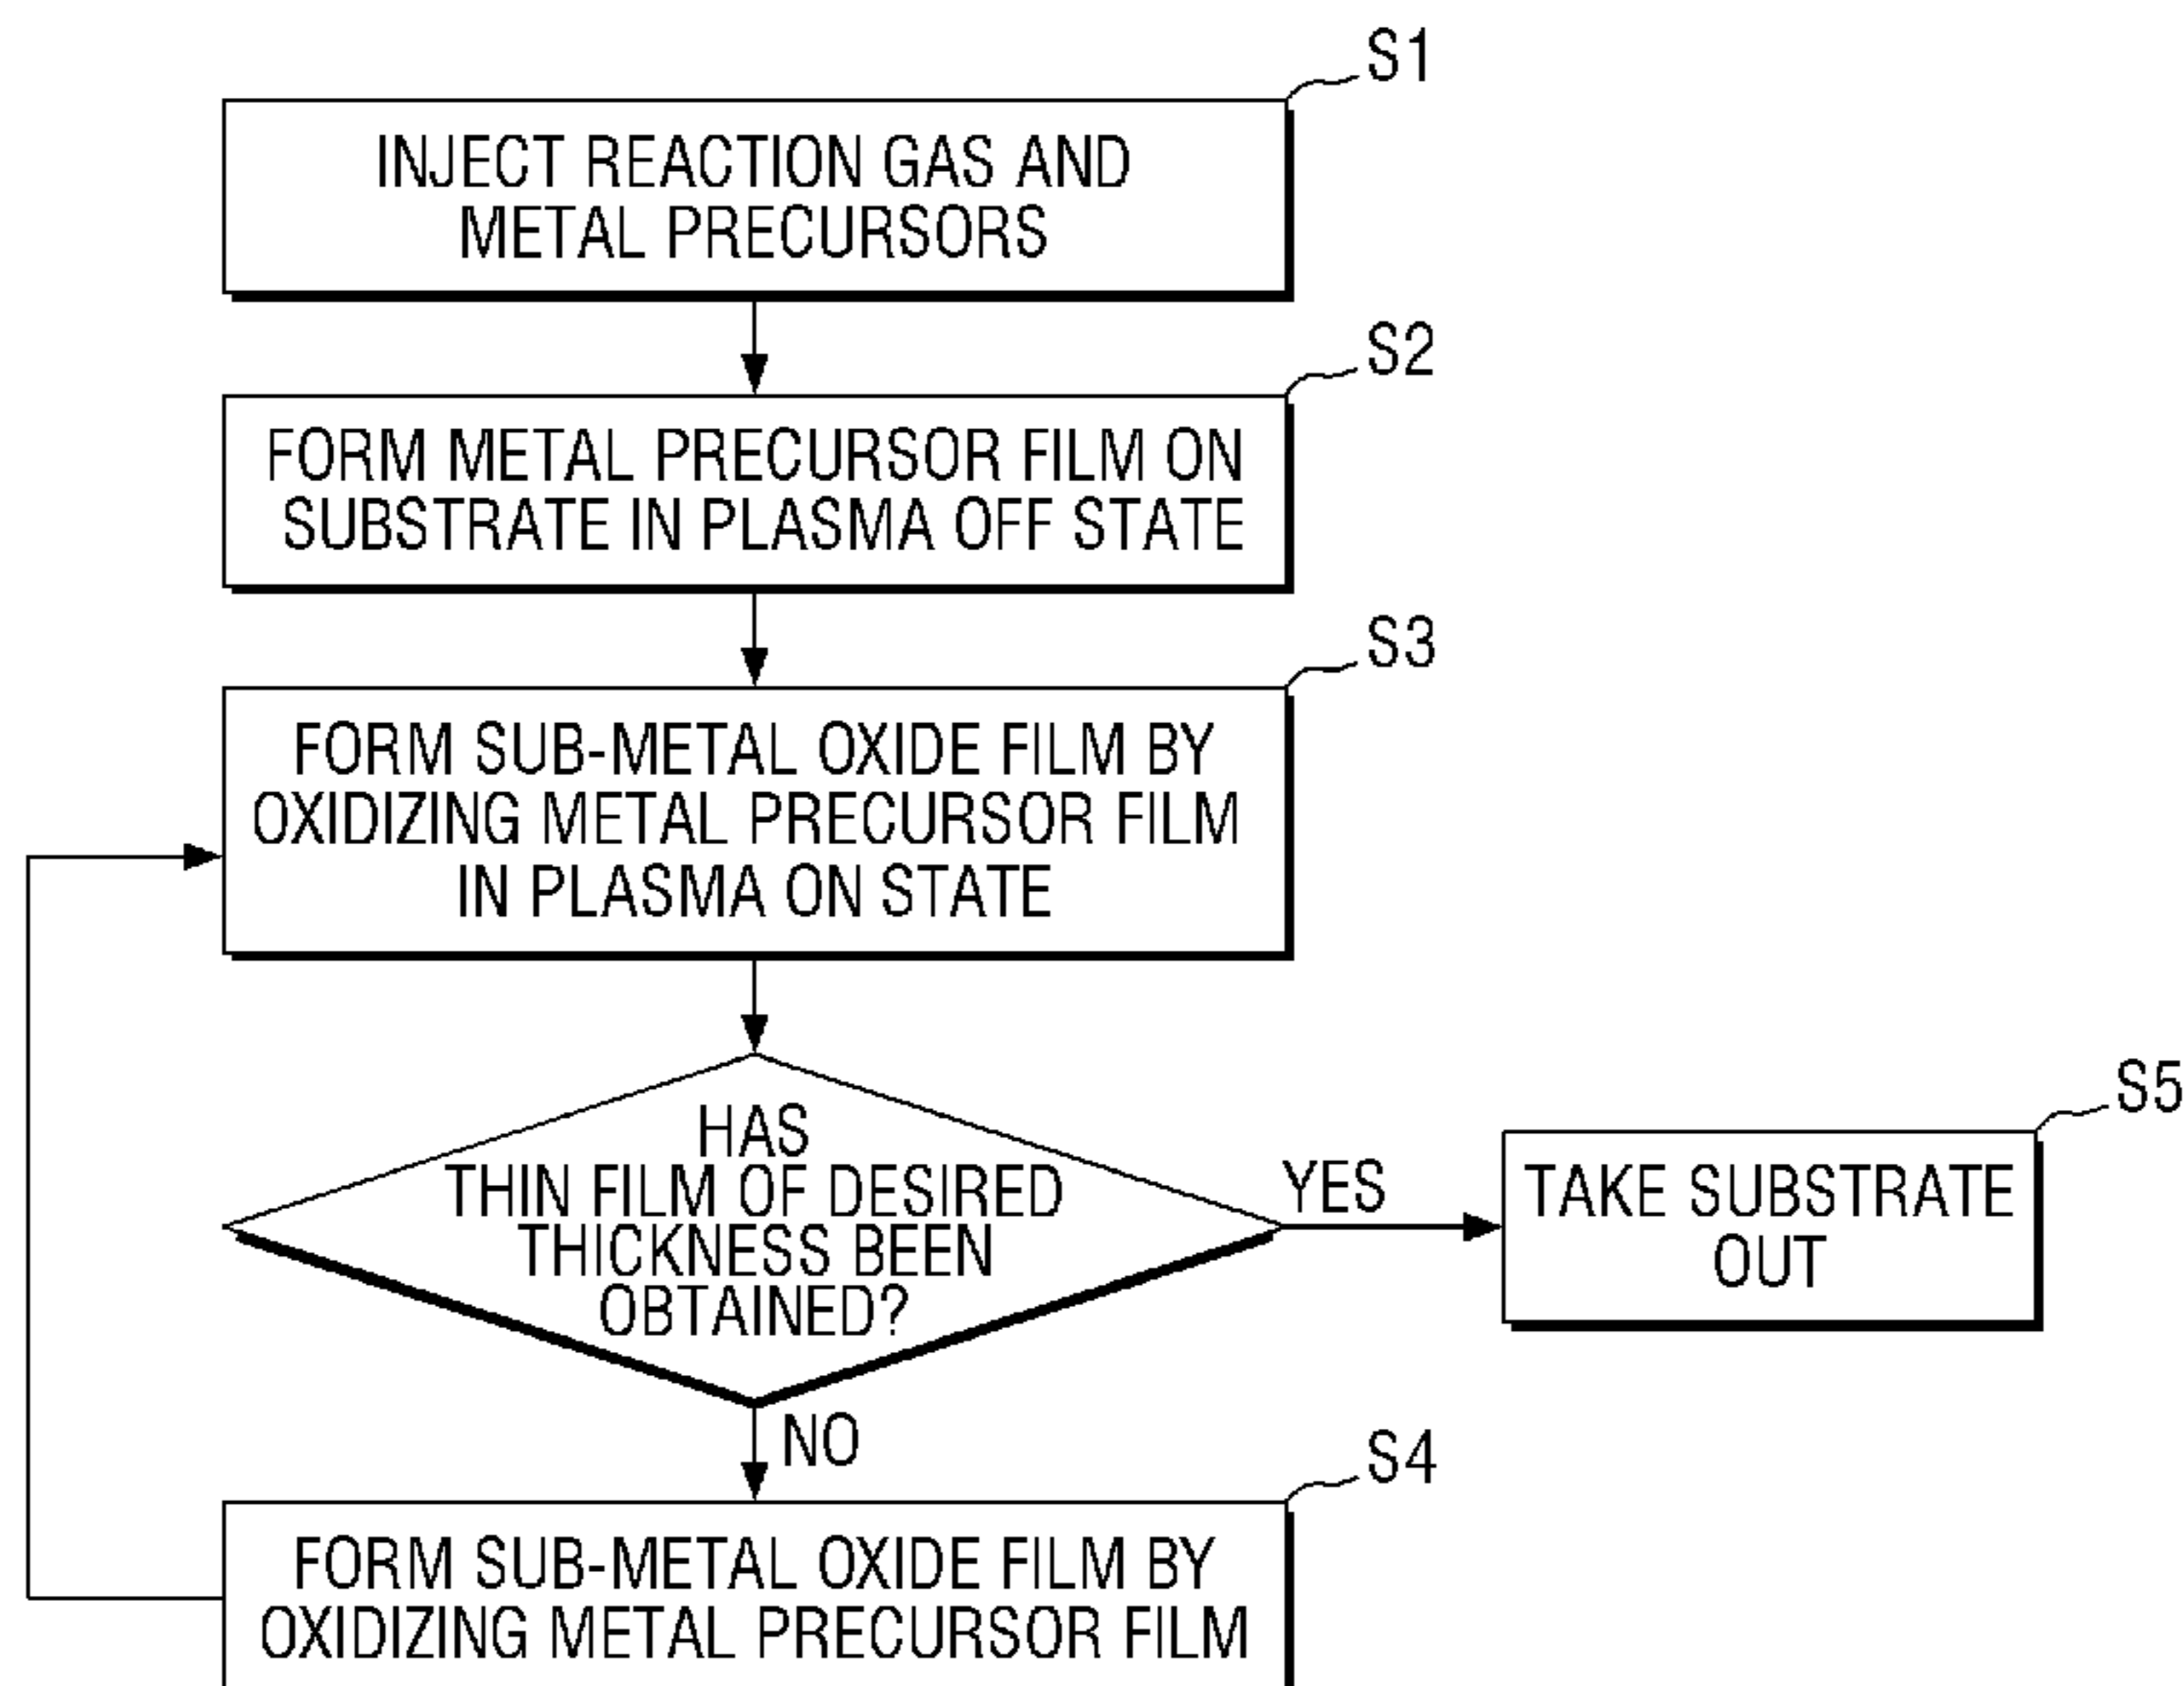 S1
INJECT REACTION GAS AND
METAL PRECURSORS
S2
FORM METAL PRECURSOR FILM ON
SUBSTRATE IN PLASMA OFF STATE
S3
FORM SUB-METAL OXIDE FILM BY
OXIDIZING METAL PRECURSOR FILM
IN PLASMA ON STATE
HAS
THIN FILM OF DESIRED
THICKNESS BEEN
OBTAINED?
YES
S5
TAKE SUBSTRATE
OUT
NO
S4
FORM SUB-METAL OXIDE FILM BY
OXIDIZING METAL PRECURSOR FILM